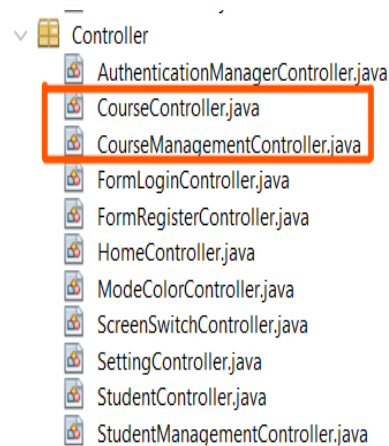 Controller
AuthenticationManagerController.java
CourseController.java
CourseManagementController.java
FormLoginController.java
FormRegisterController.java
HomeController.java
ModeColorController.java
ScreenSwitchController.java
SettingController.java
StudentController.java
StudentManagementController.java